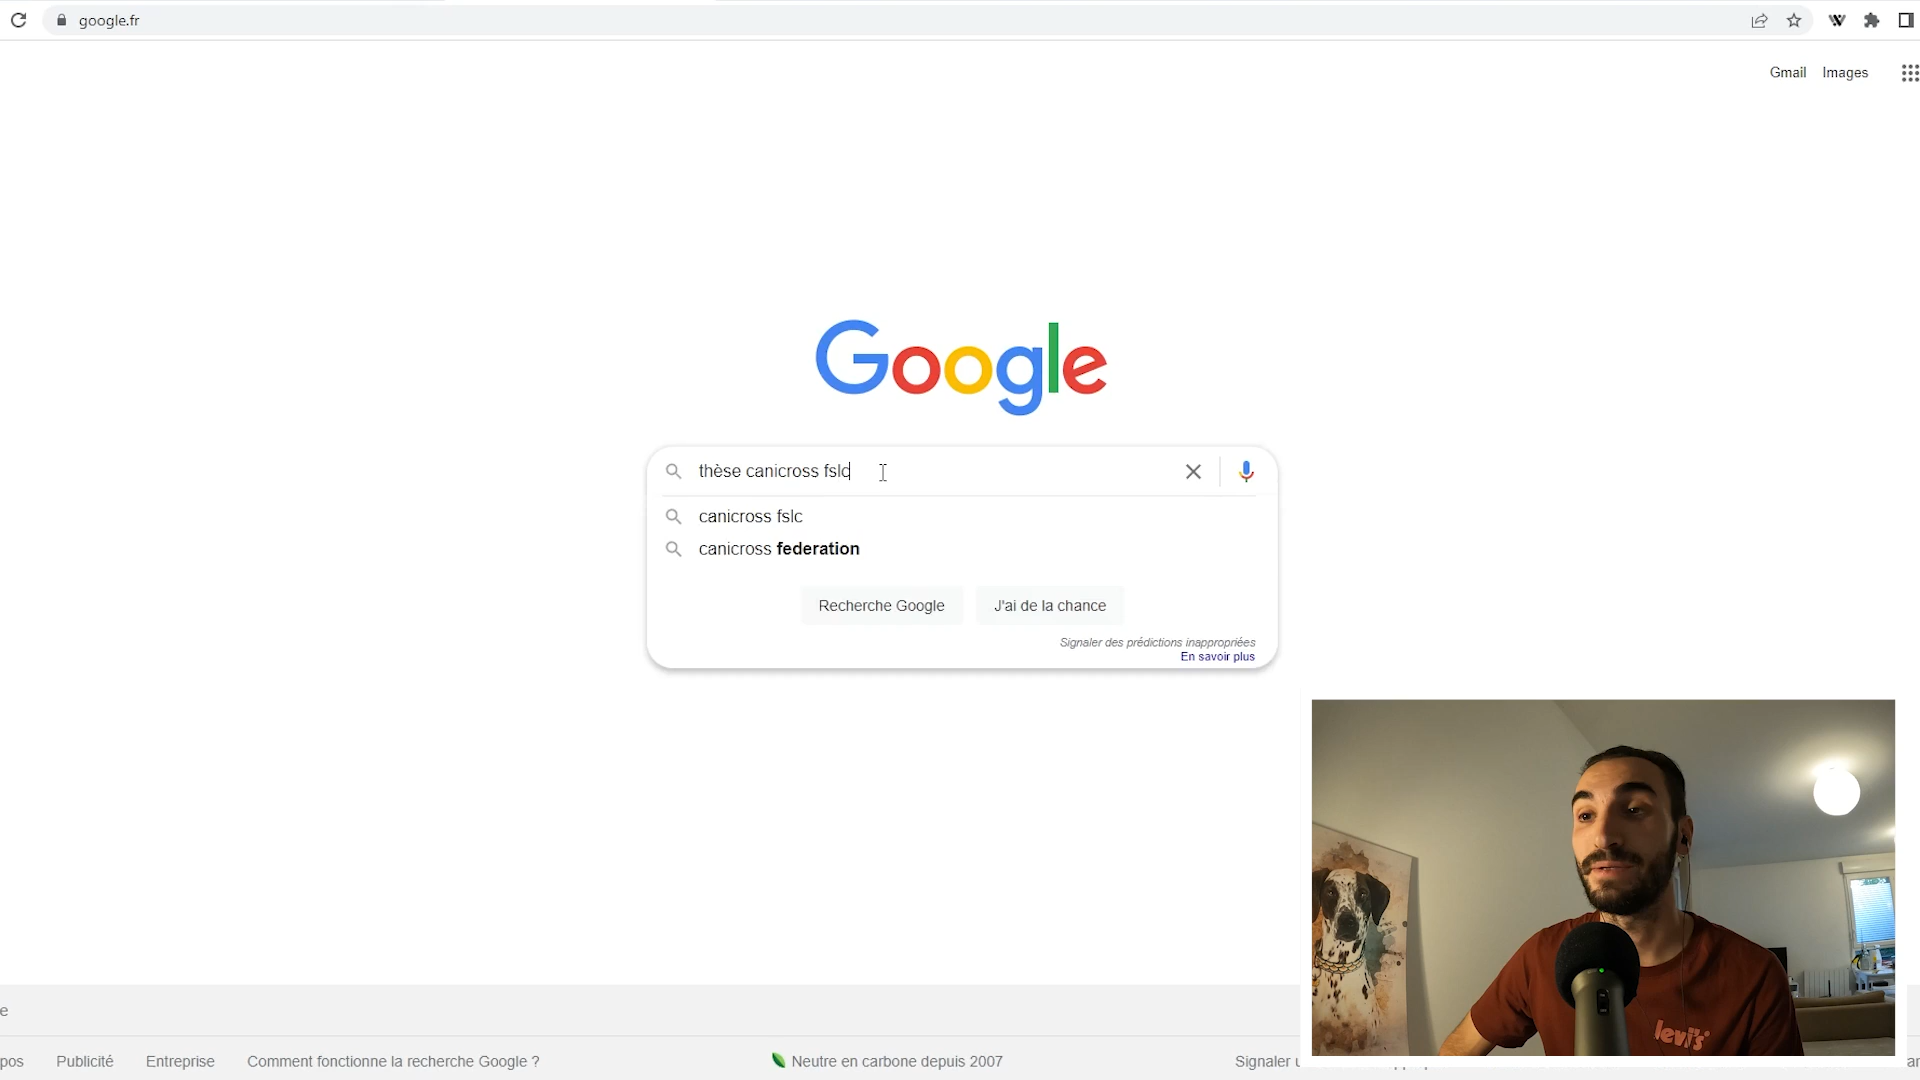 google.fr
Gmail
Images
Google
thèse canicross fslc
canicross fslc
canicross federation
Recherche Google
J'ai de la chance
Signaler des prédictions inappropriées
En savoir plus
levi's
e
pos
Publicité
Entreprise
Comment fonctionne la recherche Google ?
Neutre en carbone depuis 2007
Signaler